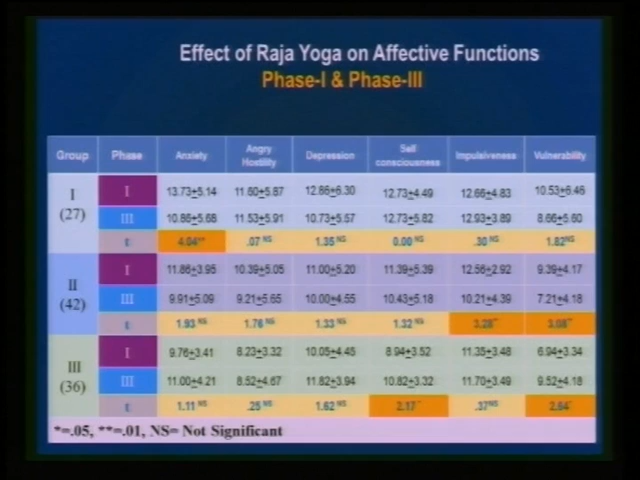 Effect of Raja Yoga on Affective Functions
Phase-I & Phase-III
Group Phase Anxiety Angry Hostility Depression Self consciousness Impulsiveness Vulnerability
I (27)
I 13.73±5.14 11.60±5.87 12.86±6.30 12.73±4.49 12.66±4.83 10.53±6.46
III 10.86±5.68 11.53±5.91 10.73±5.57 12.73±5.82 12.93±3.89 8.66±5.60
t 4.04** .07 NS 1.35 NS 0.00 NS .30 NS 1.82 NS
II (42)
I 11.86±3.95 10.39±5.05 11.00±5.20 11.39±5.39 12.56±2.92 9.39±4.17
III 9.91±5.09 9.21±5.65 10.00±4.55 10.43±5.18 10.21±4.39 7.21±4.18
t 1.93 NS 1.76 NS 1.33 NS 1.32 NS
III (36)
I 9.76±3.41 8.23±3.32 10.05±4.45 8.94±3.52 11.35±3.48 6.94±3.34
III 11.00±4.21 8.52±4.67 11.82±3.94 10.82±3.32 11.70±3.49 9.52±4.18
t 1.11 NS .25 NS 1.62 NS 2.17* .37 NS
*=.05, **=.01, NS= Not Significant